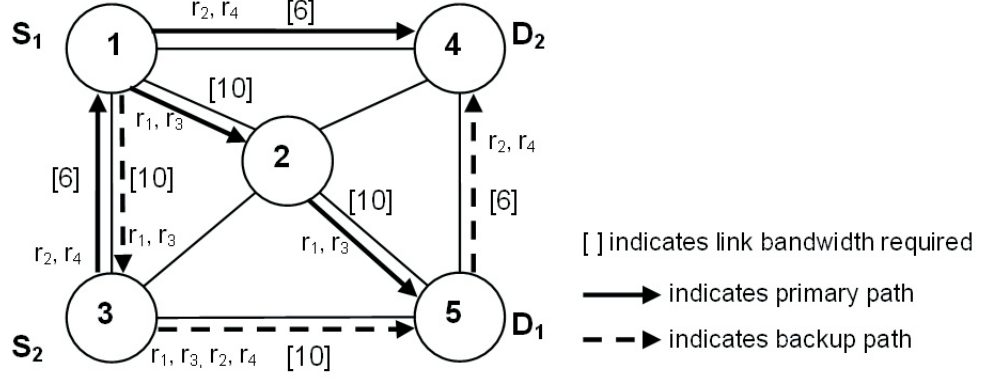 r2, r4 [6]
S1 1 4 D2
[10]
r1, r3
2
r2, r4
[6] [10] [10] [6]
r1, r3 r1, r3
r2, r4
[ ] indicates link bandwidth required
3 5 D1
indicates primary path
S2
indicates backup path
r1, r3, r2, r4 [10]